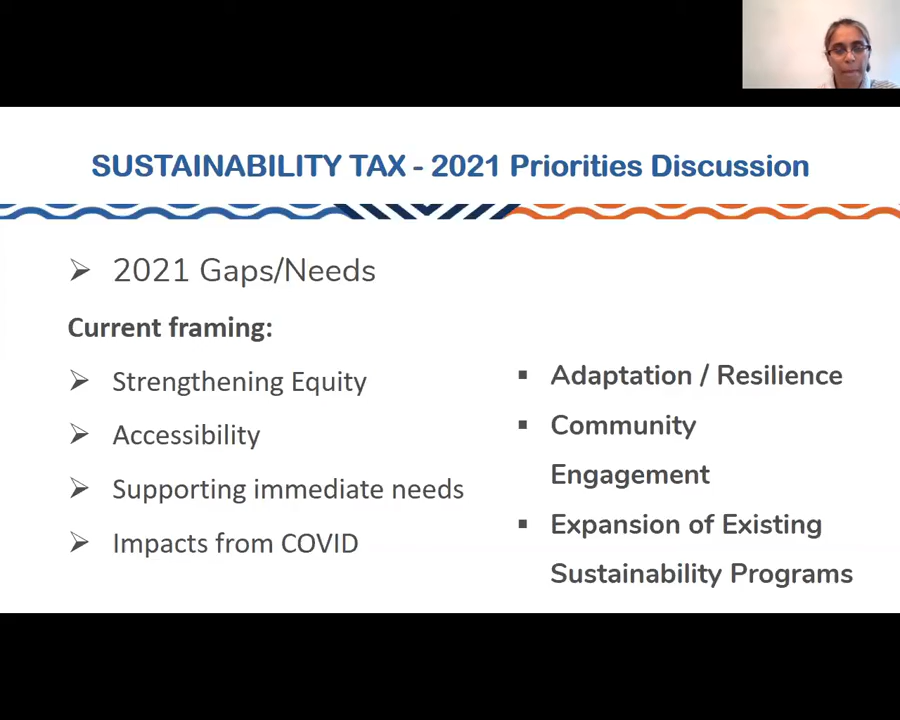 SUSTAINABILITY TAX - 2021 Priorities Discussion
2021 Gaps/Needs
Current framing:
Strengthening Equity
Accessibility
Supporting immediate needs
Impacts from COVID
Adaptation / Resilience
Community
Engagement
Expansion of Existing
Sustainability Programs